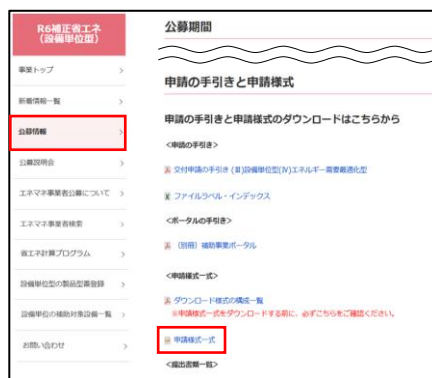 R6補正省エネ
(設備単位型)
事業トップ
新着情報一覧
公募情報
公募説明会
エネマネ事業者公募について
エネマネ事業者検索
省エネ計算プログラム
設備単位型の製品型番登録
設備単位の補助対象設備一覧
お問い合わせ
公募期間
申請の手引きと申請様式
申請の手引きと申請様式のダウンロードはこちらから
<申請の手引き>
交付申請の手引き (Ⅲ)設備単位型(Ⅳ)エネルギー需要最適化型
ファイルラベル・インデックス
<ポータルの手引き>
(別冊) 補助事業ポータル
<申請様式一式>
ダウンロード様式の構成一覧
※申請様式一式をダウンロードする前に、必ずこちらをご確認ください。
申請様式一式
<提出書類一覧>